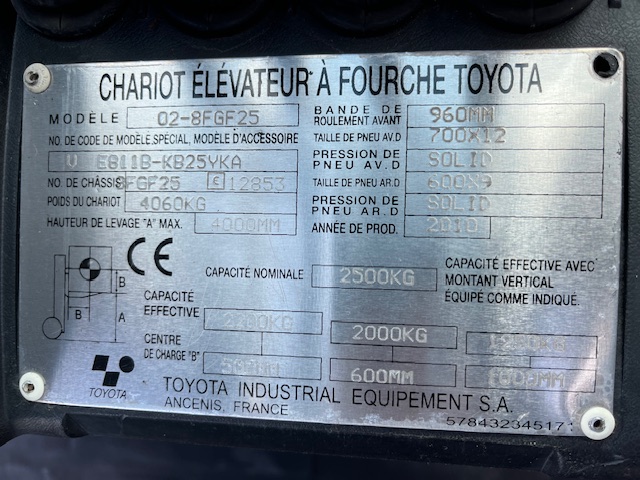 CHARIOT ÉLÉVATEUR À FOURCHE TOYOTA
MODÈLE 02-8FGF25
NO. DE CODE DE MODÈLE SPÉCIAL, MODÈLE D'ACCESSOIRE
V E811B-KB25YKA
NO. DE CHÂSSIS 8FGF25 E 12853
POIDS DU CHARIOT 4060KG
HAUTEUR DE LEVAGE "A" MAX. 4000MM
BANDE DE ROULEMENT AVANT 960MM
TAILLE DE PNEU AV.D 700X12
PRESSION DE PNEU AV.D SOLID
TAILLE DE PNEU AR.D 600X9
PRESSION DE PNEU AR.D SOLID
ANNÉE DE PROD. 2010
CE
CAPACITÉ NOMINALE 2500KG
CAPACITÉ EFFECTIVE AVEC
MONTANT VERTICAL
ÉQUIPÉ COMME INDIQUÉ.
B
B
A
CAPACITÉ
EFFECTIVE
2000KG
CENTRE
DE CHARGE "B"
500MM 600MM
TOYOTA
TOYOTA INDUSTRIAL EQUIPEMENT S.A.
ANCENIS, FRANCE
57843234517